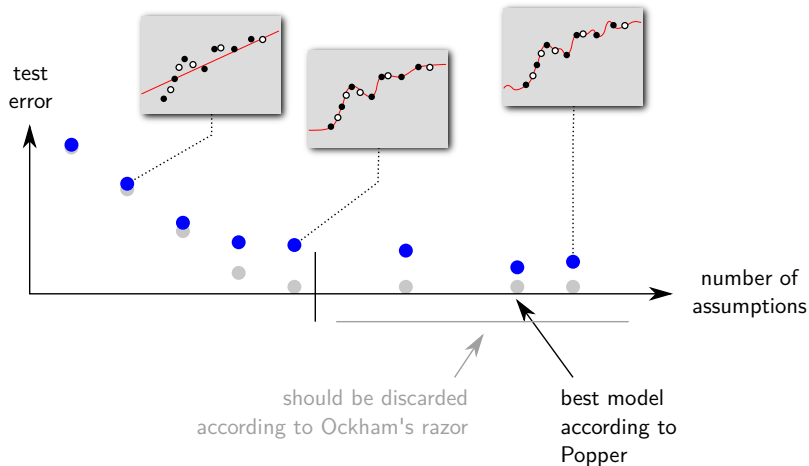 test
error
number of
assumptions
should be discarded
according to Ockham's razor
best model
according to
Popper